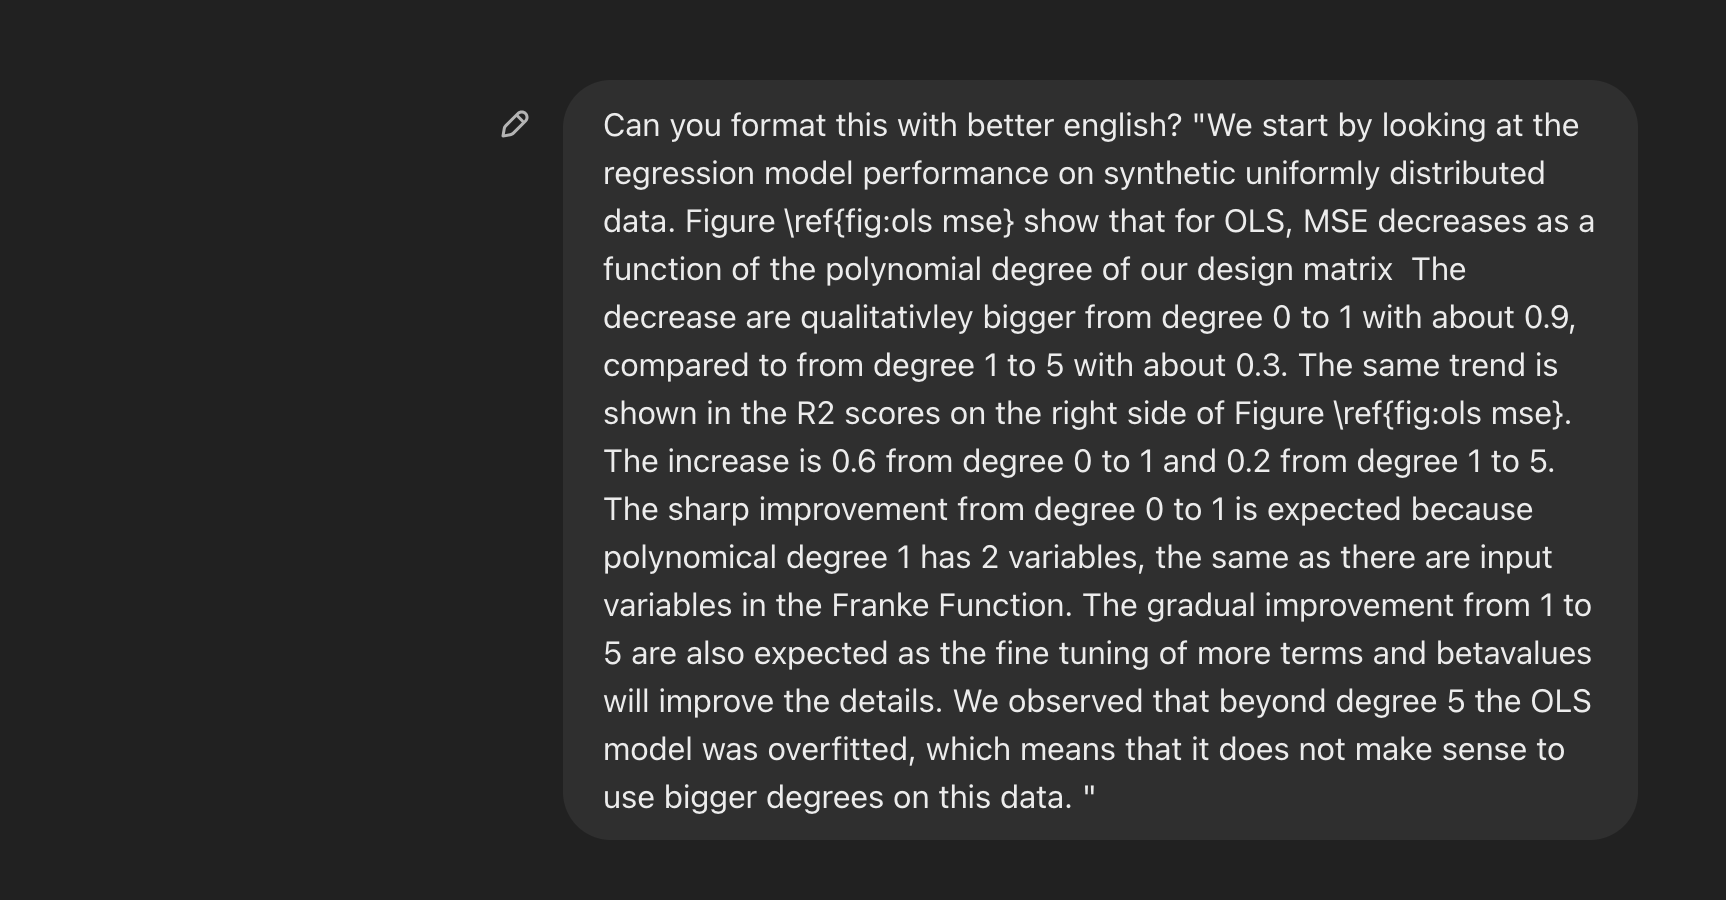 Can you format this with better english? "We start by looking at the
regression model performance on synthetic uniformly distributed
data. Figure \ref{fig:ols mse} show that for OLS, MSE decreases as a
function of the polynomial degree of our design matrix  The
decrease are qualitativley bigger from degree 0 to 1 with about 0.9,
compared to from degree 1 to 5 with about 0.3. The same trend is
shown in the R2 scores on the right side of Figure \ref{fig:ols mse}.
The increase is 0.6 from degree 0 to 1 and 0.2 from degree 1 to 5.
The sharp improvement from degree 0 to 1 is expected because
polynomical degree 1 has 2 variables, the same as there are input
variables in the Franke Function. The gradual improvement from 1 to
5 are also expected as the fine tuning of more terms and betavalues
will improve the details. We observed that beyond degree 5 the OLS
model was overfitted, which means that it does not make sense to
use bigger degrees on this data. "